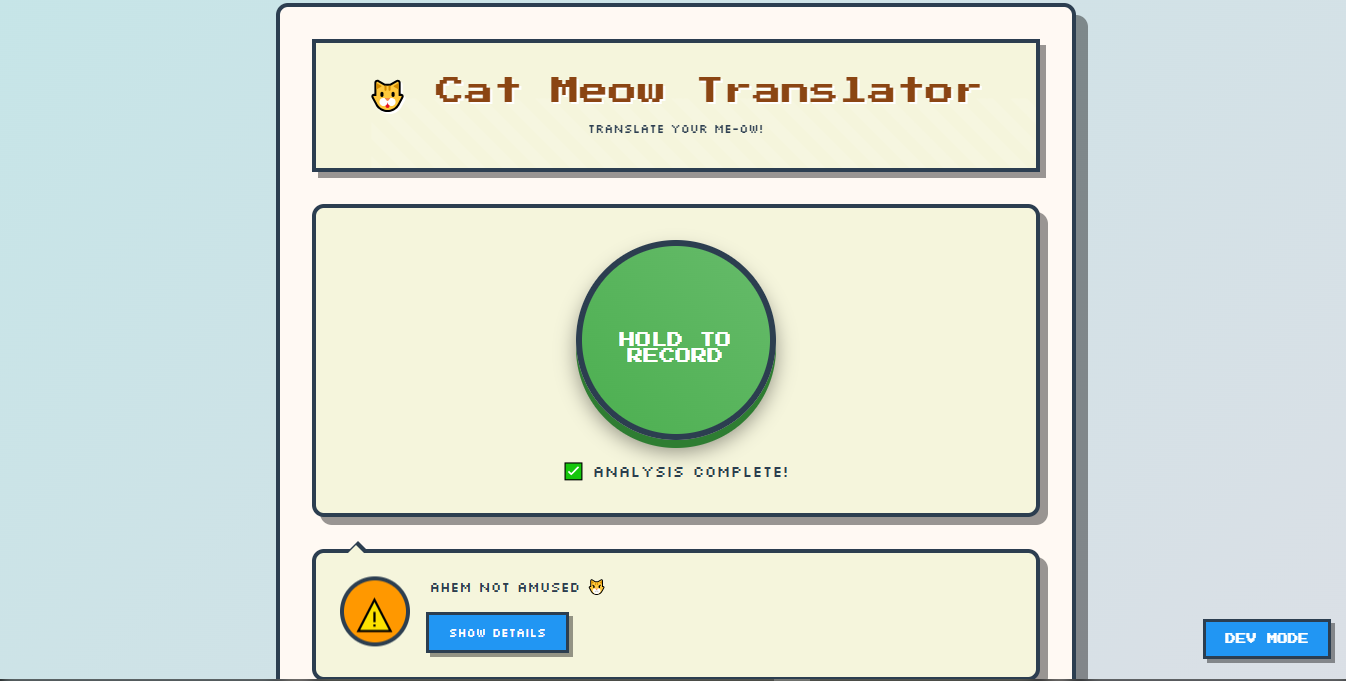 Cat Meow Translator
TRANSLATE YOUR ME-OW!
HOLD TO
RECORD
ANALYSIS COMPLETE!
AHEM NOT AMUSED
SHOW DETAILS
DEV MODE